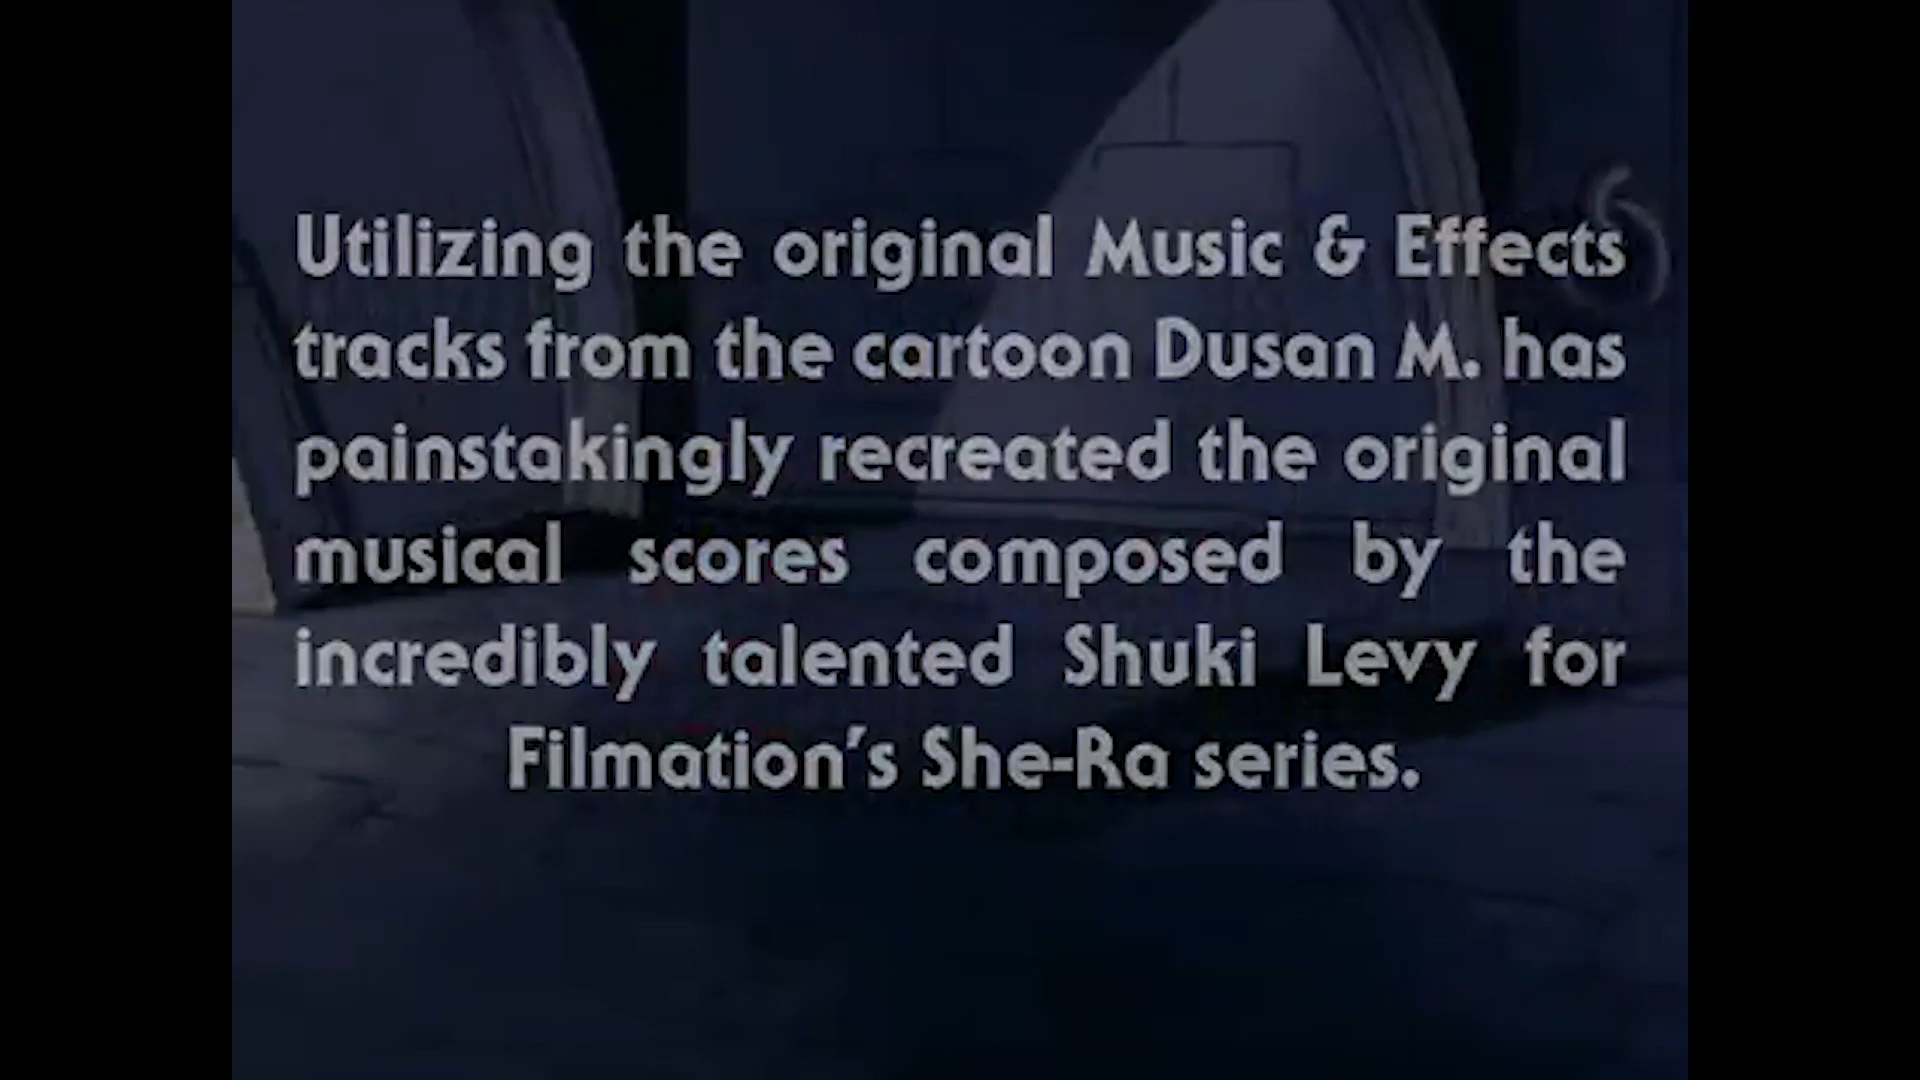 Utilizing the original Music & Effects
tracks from the cartoon Dusan M. has
painstakingly recreated the original
musical scores composed by the
incredibly talented Shuki Levy for
Filmation's She-Ra series.